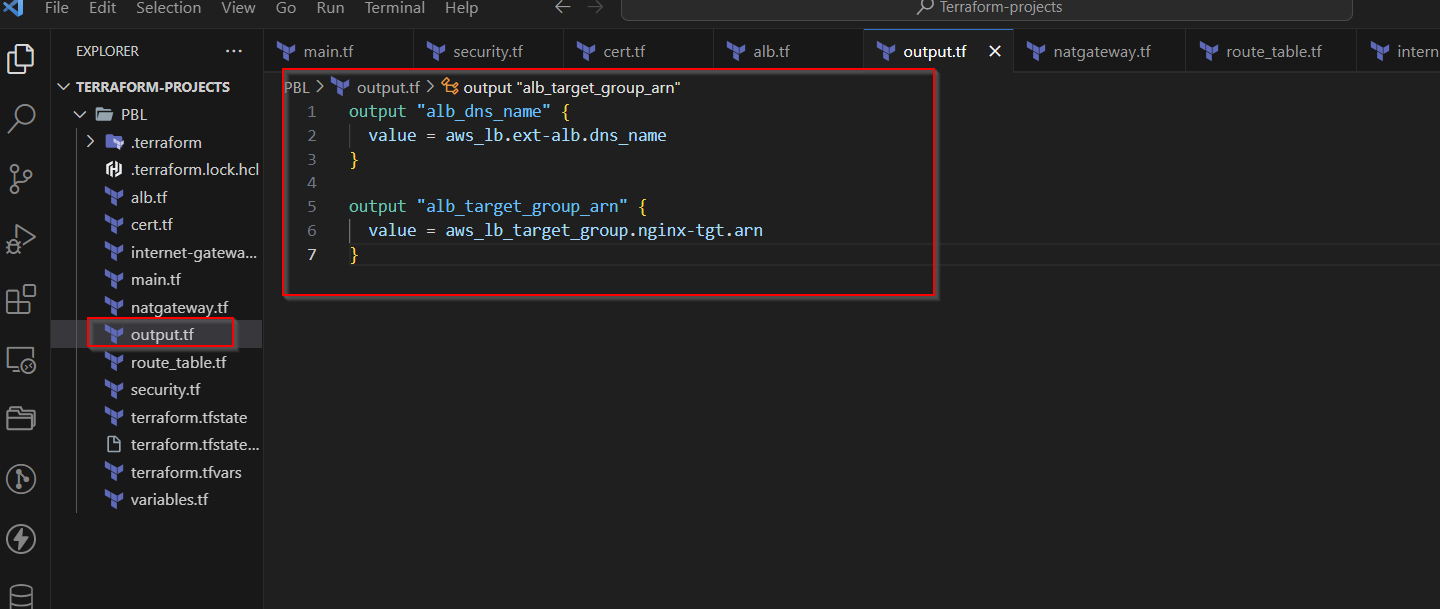 File Edit Selection View Go Run Terminal Help
Terraform-projects
EXPLORER
TERRAFORM-PROJECTS
PBL
.terraform
.terraform.lock.hcl
alb.tf
cert.tf
internet-gatewa...
main.tf
natgateway.tf
output.tf
route_table.tf
security.tf
terraform.tfstate
terraform.tfstate...
terraform.tfvars
variables.tf
main.tf security.tf cert.tf alb.tf output.tf natgateway.tf route_table.tf intern
PBL > output.tf > output "alb_target_group_arn"
1 output "alb_dns_name" {
2 value = aws_lb.ext-alb.dns_name
3 }
4
5 output "alb_target_group_arn" {
6 value = aws_lb_target_group.nginx-tgt.arn
7 }